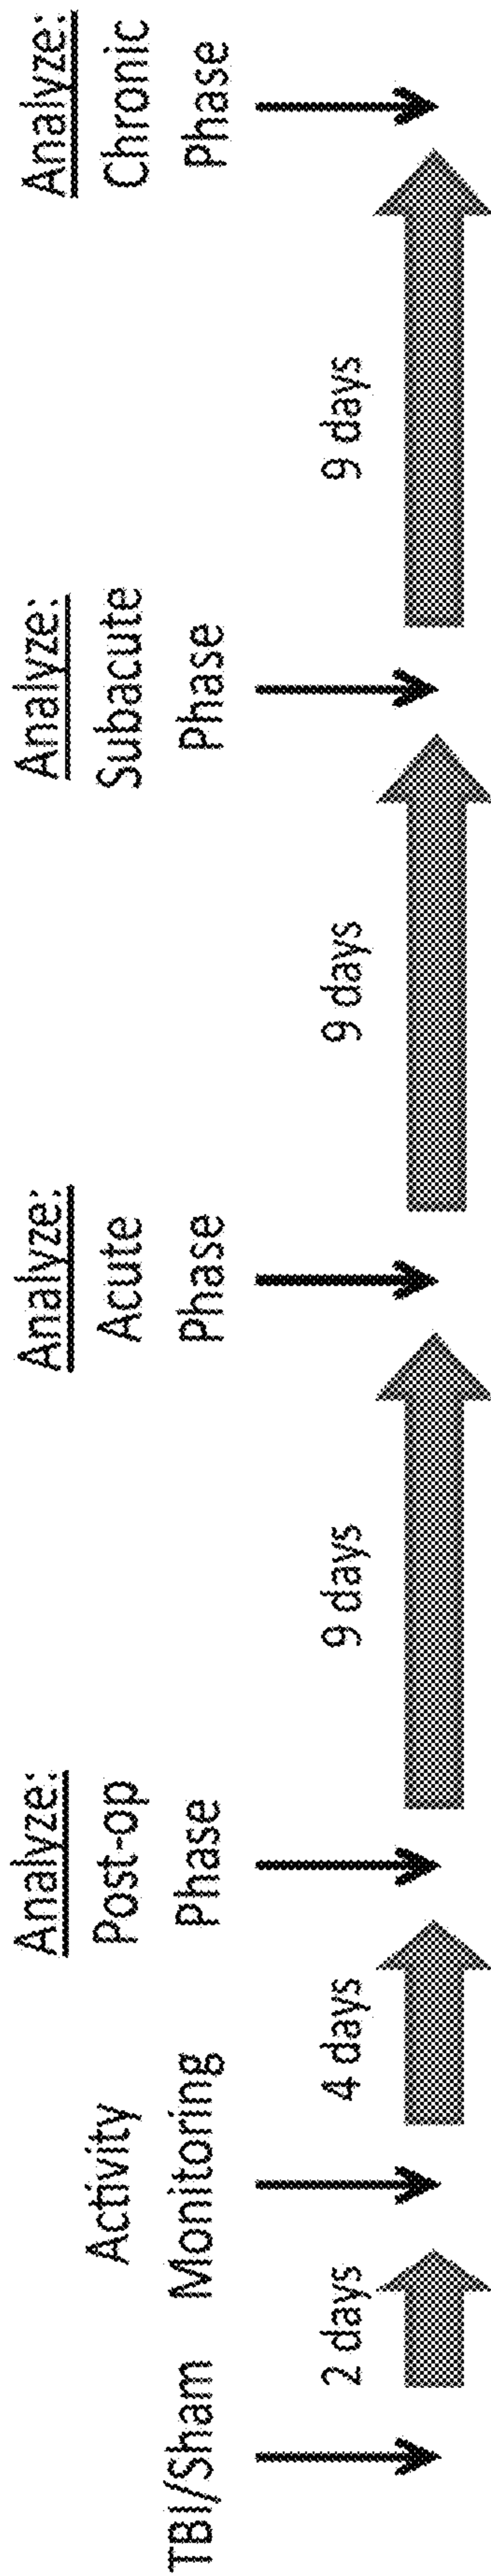 TBI/Sham
Activity
Monitoring
Analyze:
Post-op
Phase
Analyze:
Acute
Phase
Analyze:
Subacute
Phase
Analyze:
Chronic
Phase
2 days
4 days
9 days
9 days
9 days